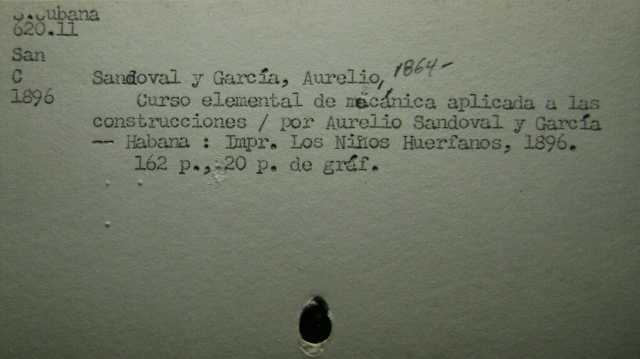 C.Cubana
620.11
San
C Sandoval y García, Aurelio, 1864-
1896 Curso elemental de mecánica aplicada a las
construcciones / por Aurelio Sandoval y García
-- Habana : Impr. Los Niños Huerfanos, 1896.
162 p., 20 p. de gráf.